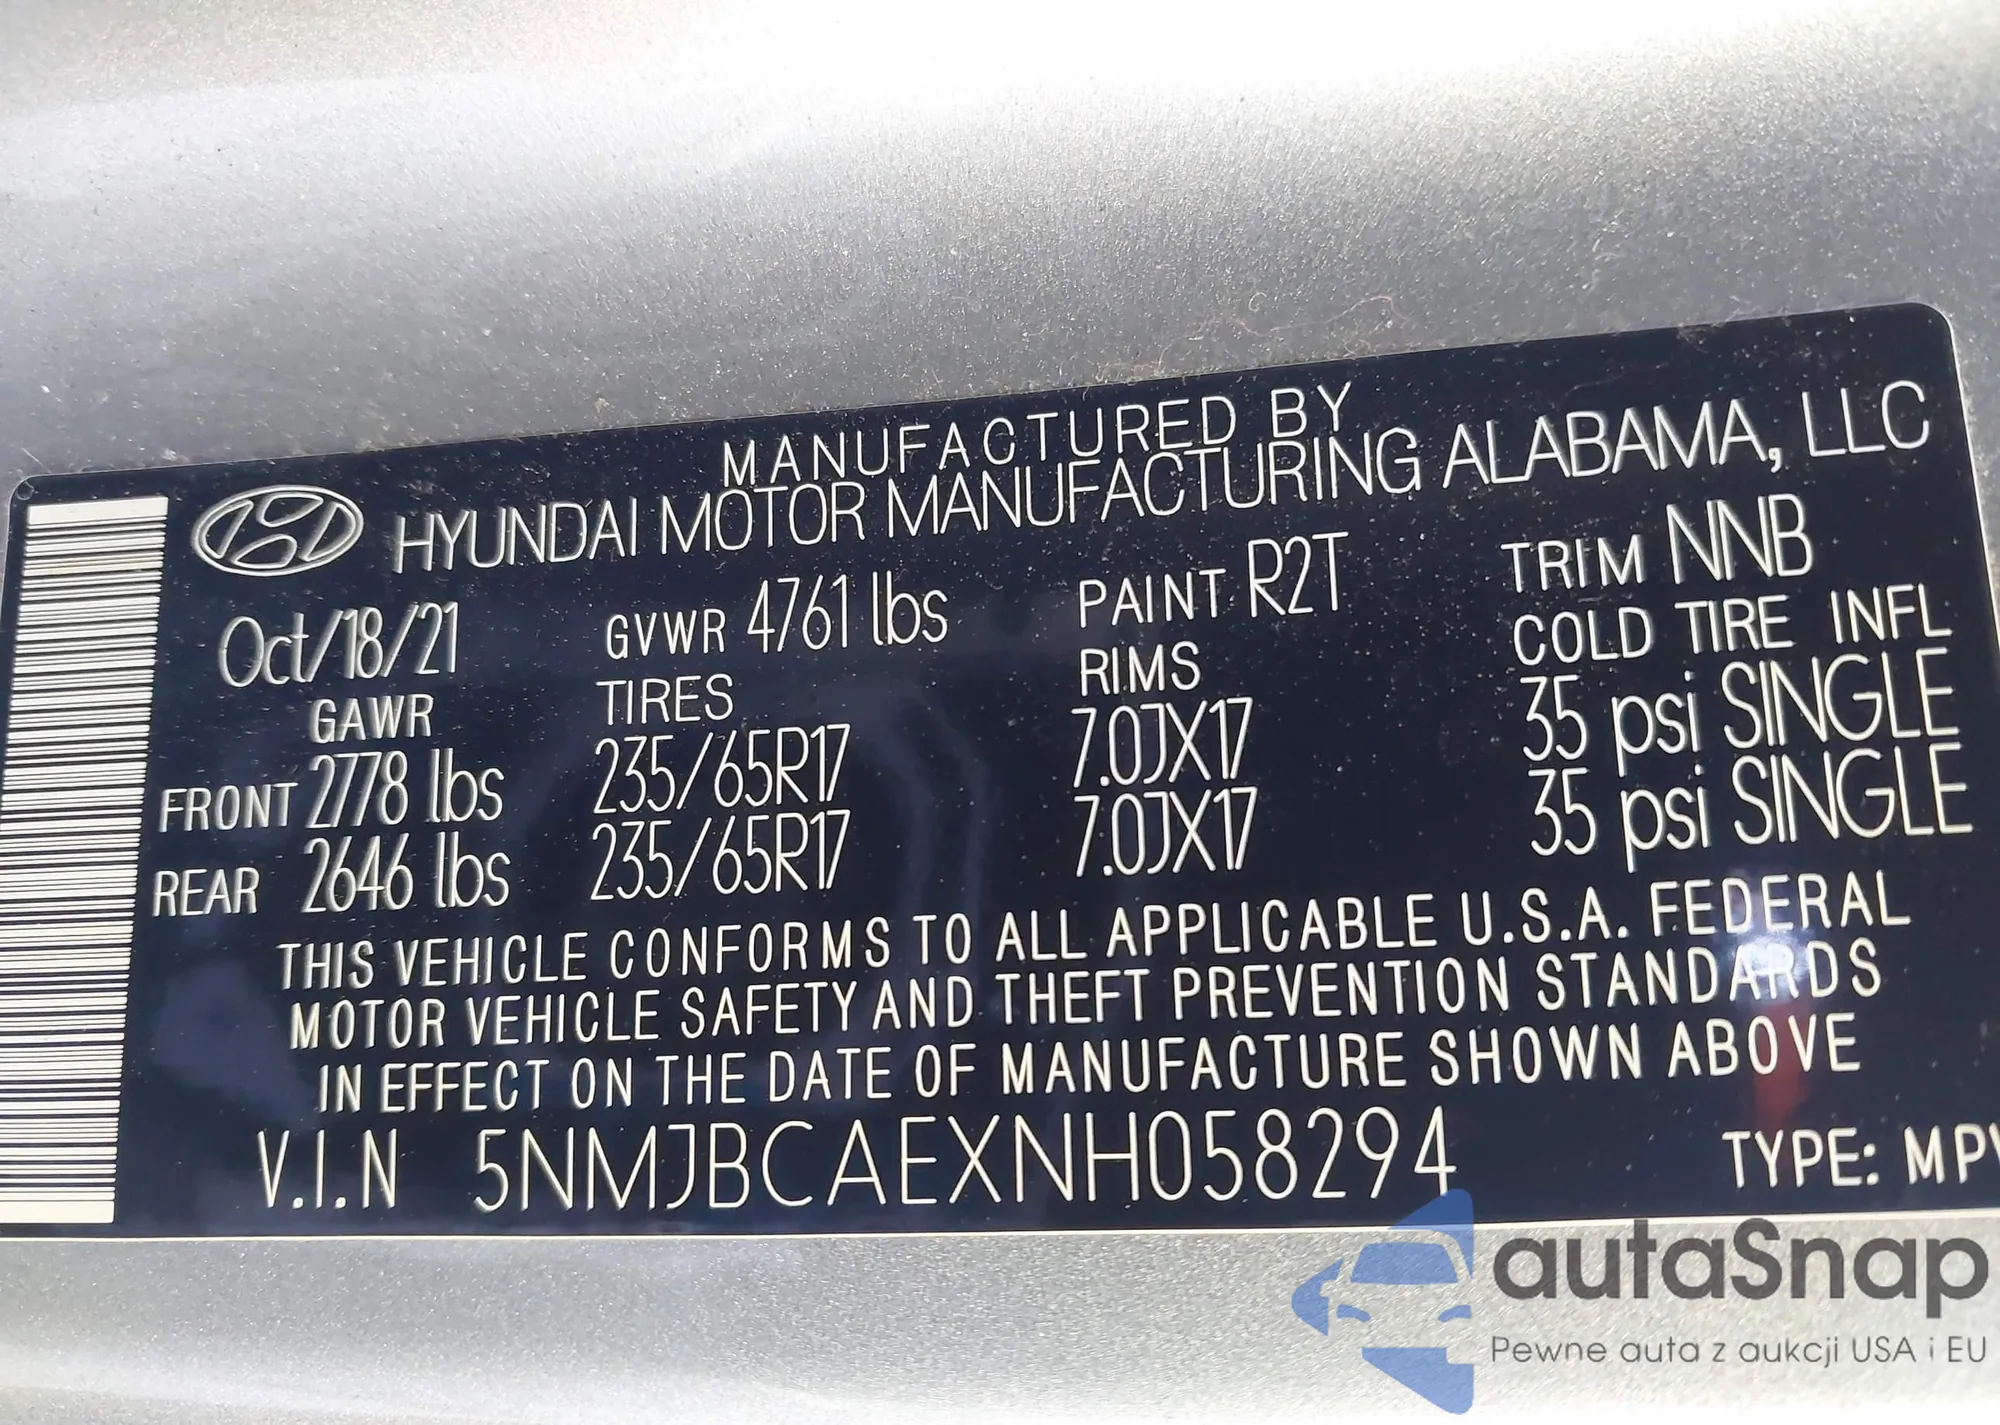 MANUFACTURED BY
HYUNDAI MOTOR MANUFACTURING ALABAMA, LLC
Oct/18/21 GVWR 4761 lbs PAINT R2T TRIM NNB
GAWR TIRES RIMS COLD TIRE INFL
FRONT 2778 lbs 235/65R17 7.0JX17 35 psi SINGLE
REAR 2646 lbs 235/65R17 7.0JX17 35 psi SINGLE
THIS VEHICLE CONFORMS TO ALL APPLICABLE U.S.A. FEDERAL
MOTOR VEHICLE SAFETY AND THEFT PREVENTION STANDARDS
IN EFFECT ON THE DATE OF MANUFACTURE SHOWN ABOVE
V.I.N 5NMJBCAEXNH058294 TYPE: MPV
autaSnap
Pewne auta z aukcji USA i EU